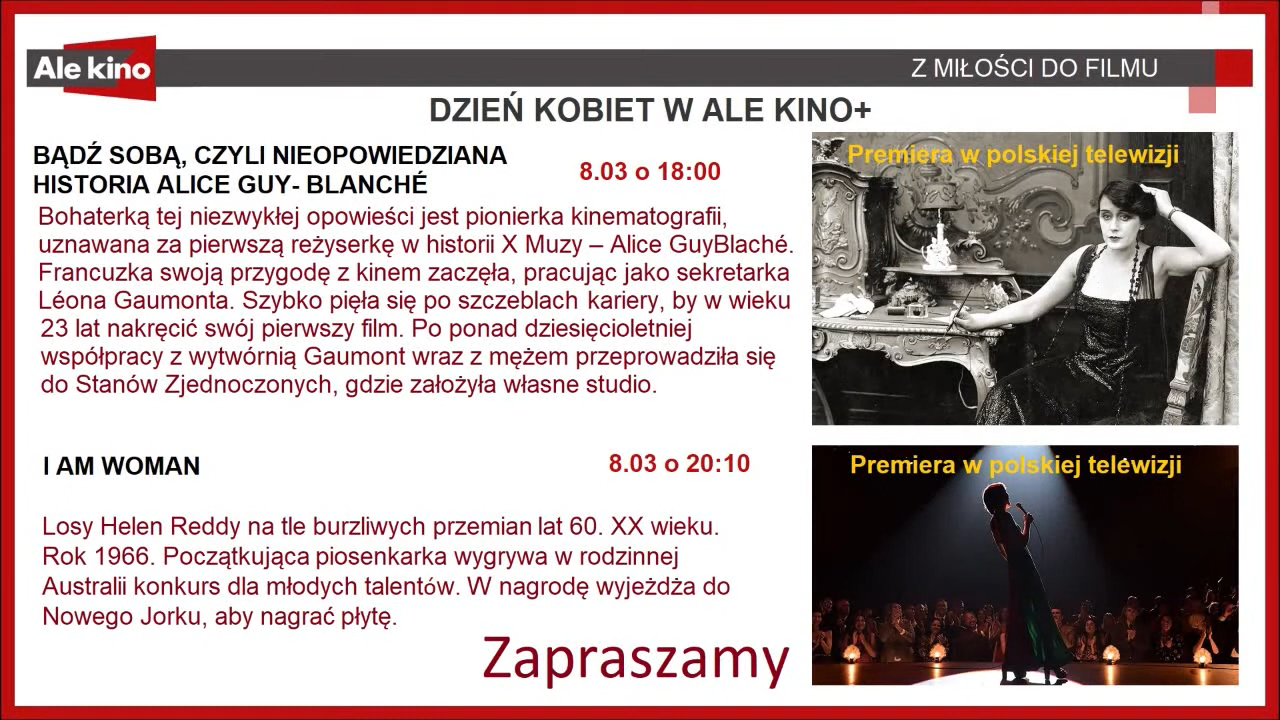 Ale kino
Z MIŁOŚCI DO FILMU
DZIEŃ KOBIET W ALE KINO+
BĄDŹ SOBĄ, CZYLI NIEOPOWIEDZIANA
HISTORIA ALICE GUY- BLANCHÉ
8.03 o 18:00
Bohaterką tej niezwykłej opowieści jest pionierka kinematografii,
uznawana za pierwszą reżyserkę w historii X Muzy – Alice GuyBlaché.
Francuzka swoją przygodę z kinem zaczęła, pracując jako sekretarka
Léona Gaumonta. Szybko pięła się po szczeblach kariery, by w wieku
23 lat nakręcić swój pierwszy film. Po ponad dziesięcioletniej
współpracy z wytwórnią Gaumont wraz z mężem przeprowadziła się
do Stanów Zjednoczonych, gdzie założyła własne studio.
Premiera w polskiej telewizji
I AM WOMAN
8.03 o 20:10
Losy Helen Reddy na tle burzliwych przemian lat 60. XX wieku.
Rok 1966. Początkująca piosenkarka wygrywa w rodzinnej
Australii konkurs dla młodych talentów. W nagrodę wyjeżdża do
Nowego Jorku, aby nagrać płytę.
Premiera w polskiej telewizji
Zapraszamy